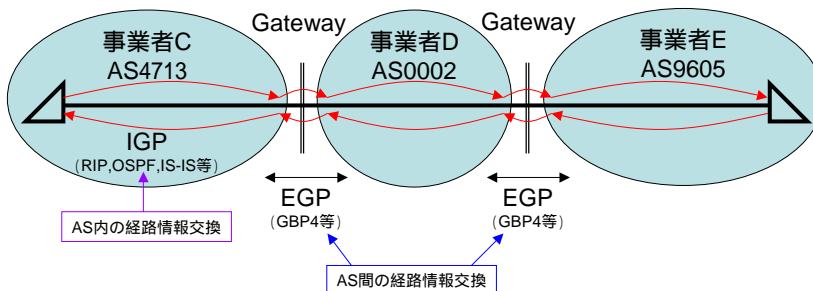 Gateway
Gateway
事業者C
AS4713
事業者D
AS0002
事業者E
AS9605
IGP
(RIP,OSPF,IS-IS等)
EGP
(GBP4等)
EGP
(GBP4等)
AS内の経路情報交換
AS間の経路情報交換